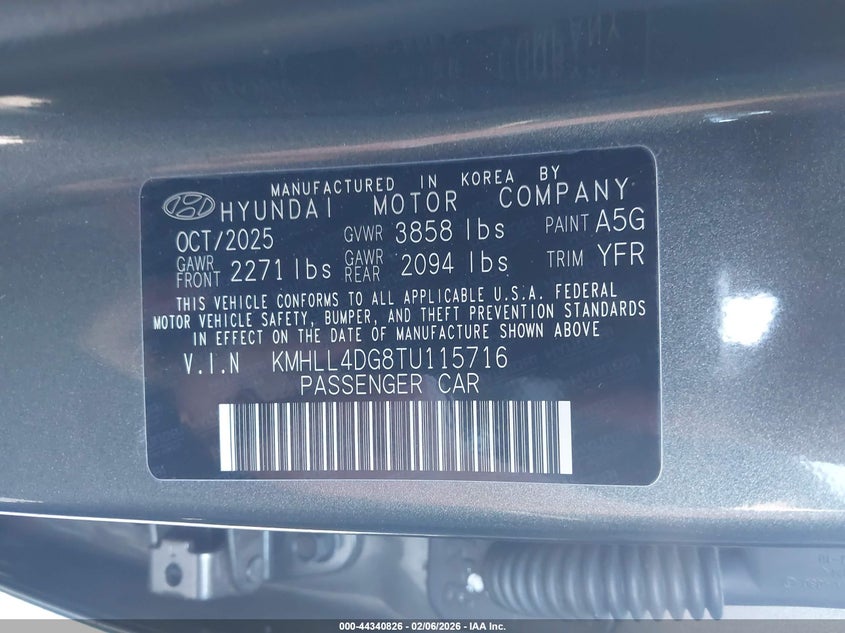 MANUFACTURED IN KOREA BY
HYUNDAI MOTOR COMPANY
OCT/2025 GVWR 3858 lbs PAINT A5G
GAWR FRONT 2271 lbs GAWR REAR 2094 lbs TRIM YFR
THIS VEHICLE CONFORMS TO ALL APPLICABLE U.S.A. FEDERAL
MOTOR VEHICLE SAFETY, BUMPER, AND THEFT PREVENTION STANDARDS
IN EFFECT ON THE DATE OF MANUFACTURE SHOWN ABOVE
V.I.N KMHLL4DG8TU115716
PASSENGER CAR
000-44340826 - 02/06/2026 - IAA Inc.